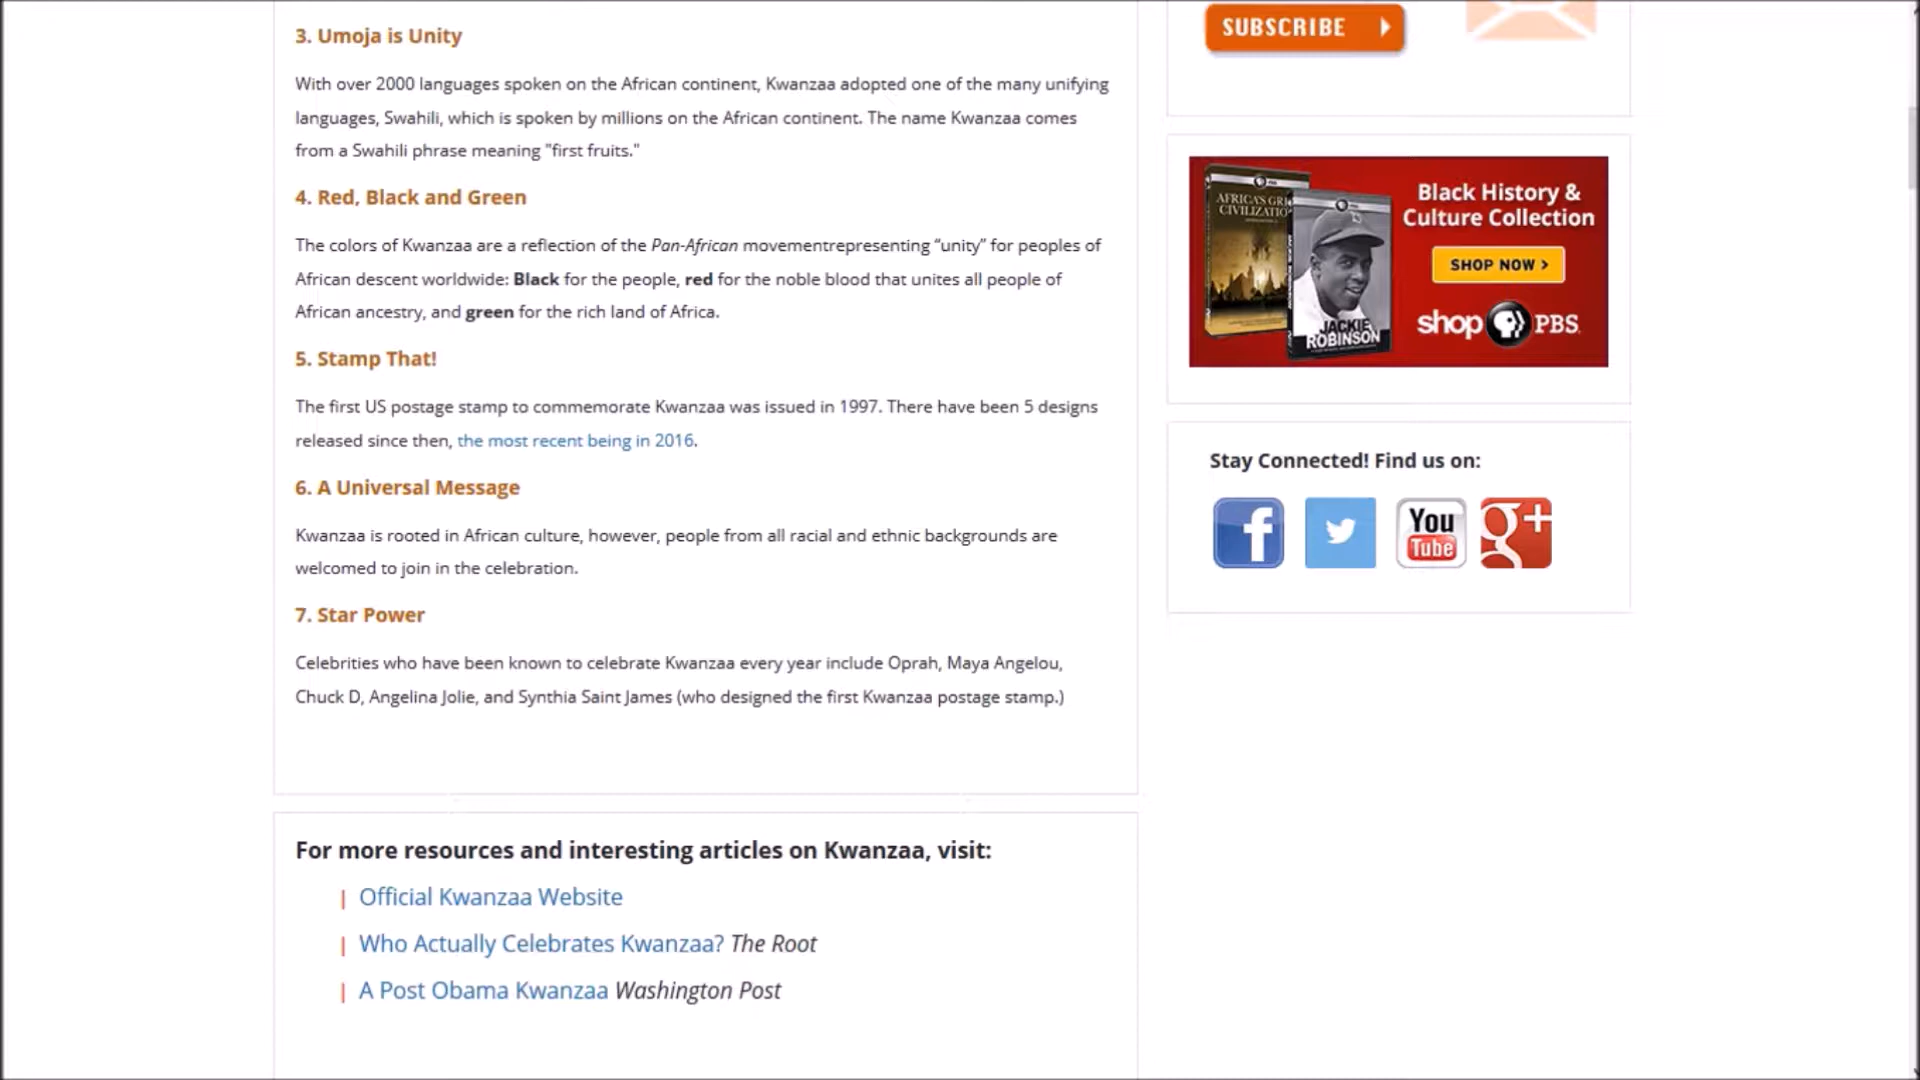 3. Umoja is Unity
With over 2000 languages spoken on the African continent, Kwanzaa adopted one of the many unifying
languages, Swahili, which is spoken by millions on the African continent. The name Kwanzaa comes
from a Swahili phrase meaning "first fruits."
4. Red, Black and Green
The colors of Kwanzaa are a reflection of the Pan-African movementrepresenting “unity” for peoples of
African descent worldwide: Black for the people, red for the noble blood that unites all people of
African ancestry, and green for the rich land of Africa.
5. Stamp That!
The first US postage stamp to commemorate Kwanzaa was issued in 1997. There have been 5 designs
released since then, the most recent being in 2016.
6. A Universal Message
Kwanzaa is rooted in African culture, however, people from all racial and ethnic backgrounds are
welcomed to join in the celebration.
7. Star Power
Celebrities who have been known to celebrate Kwanzaa every year include Oprah, Maya Angelou,
Chuck D, Angelina Jolie, and Synthia Saint James (who designed the first Kwanzaa postage stamp.)
For more resources and interesting articles on Kwanzaa, visit:
Official Kwanzaa Website
Who Actually Celebrates Kwanzaa? The Root
A Post Obama Kwanzaa Washington Post
SUBSCRIBE
AFRICA'S GRE
CIVILIZATIO
JACKIE
ROBINSON
Black History &
Culture Collection
SHOP NOW >
shop PBS.
Stay Connected! Find us on:
f
You
Tube
g+